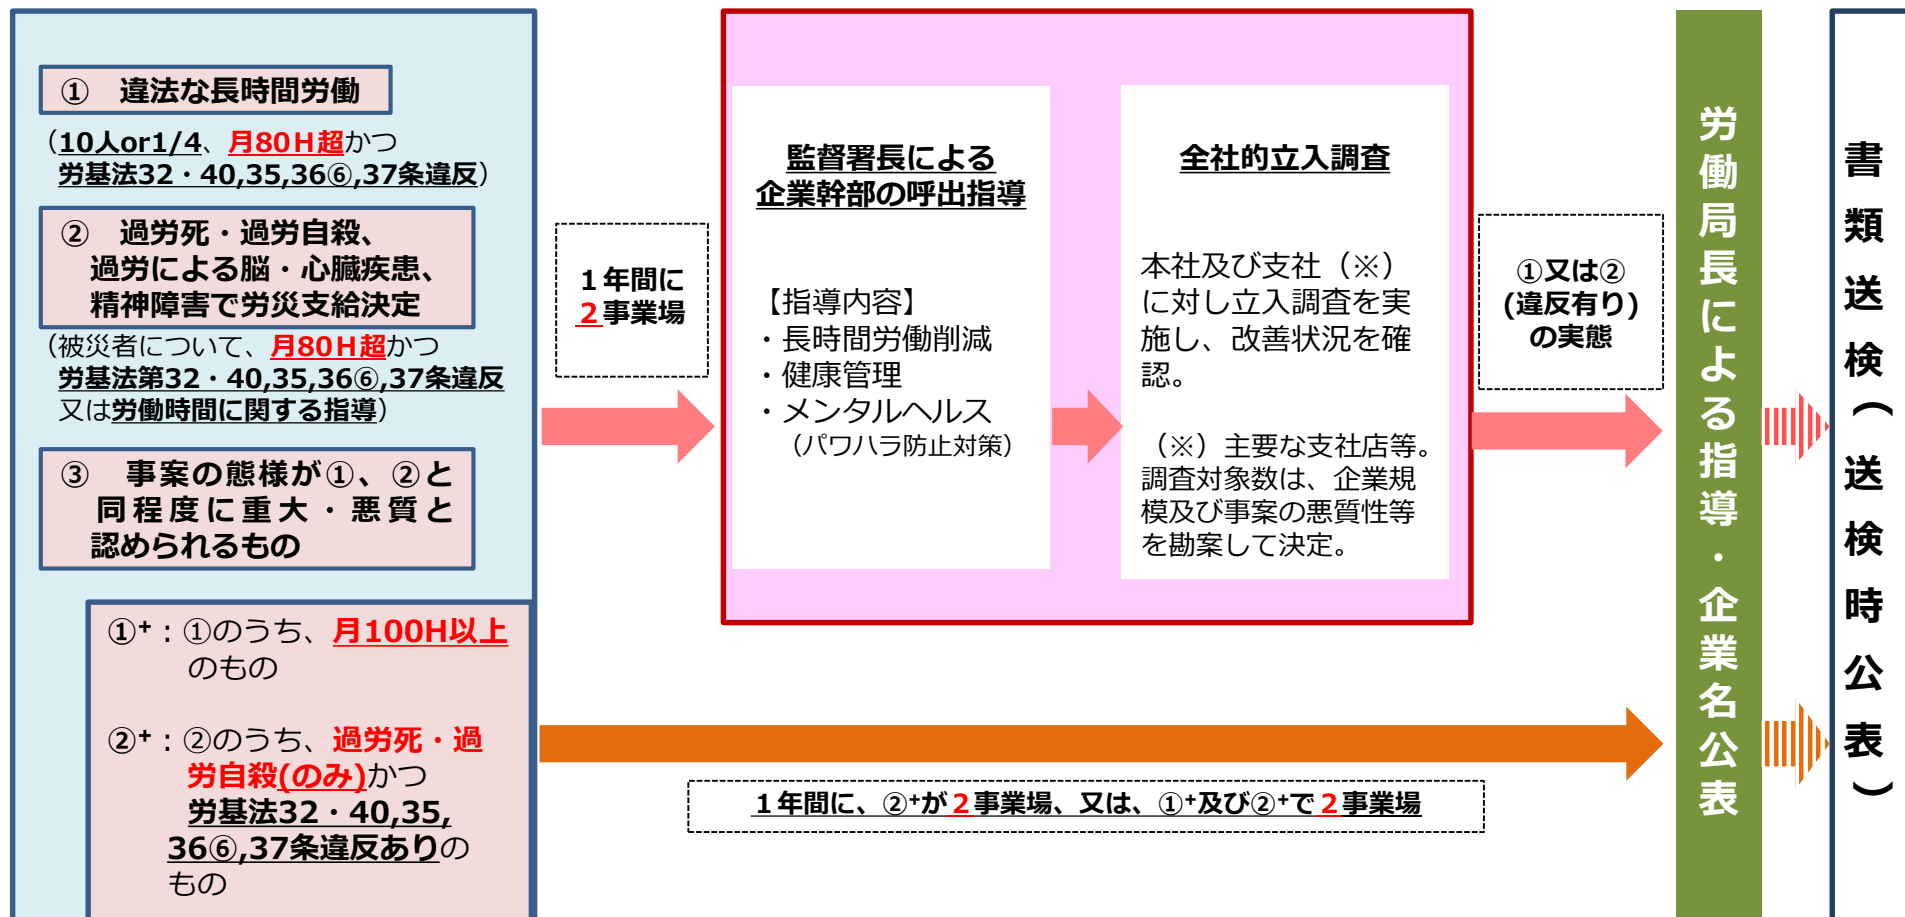 ① 違法な長時間労働
（10人or1/4、月80Ｈ超かつ
労基法32・40,35,36⑥,37条違反）
② 過労死・過労自殺、
過労による脳・心臓疾患、
精神障害で労災支給決定
（被災者について、月80Ｈ超かつ
労基法第32・40,35,36⑥,37条違反
又は労働時間に関する指導）
③ 事案の態様が①、②と
同程度に重大・悪質と
認められるもの
①⁺：①のうち、月100H以上
のもの
②⁺：②のうち、過労死・過
労自殺(のみ)かつ
労基法32・40,35,
36⑥,37条違反ありの
もの
１年間に
２事業場
監督署長による
企業幹部の呼出指導
【指導内容】
・長時間労働削減
・健康管理
・メンタルヘルス
（パワハラ防止対策）
全社的立入調査
本社及び支社（※）
に対し立入調査を実
施し、改善状況を確
認。
（※）主要な支社店等。
調査対象数は、企業規
模及び事案の悪質性等
を勘案して決定。
①又は②
(違反有り)
の実態
１年間に、②⁺が２事業場、又は、①⁺及び②⁺で２事業場
労働局長による指導・企業名公表
書類送検（送検時公表）